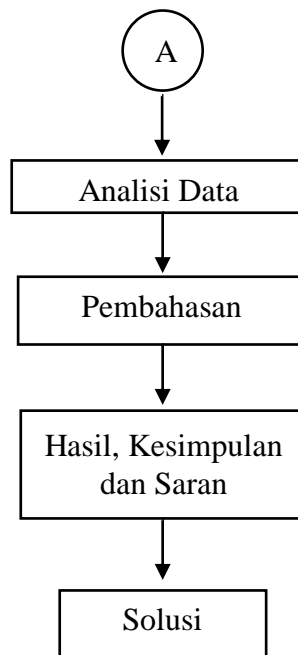 A
Analisi Data
Pembahasan
Hasil, Kesimpulan
dan Saran
Solusi